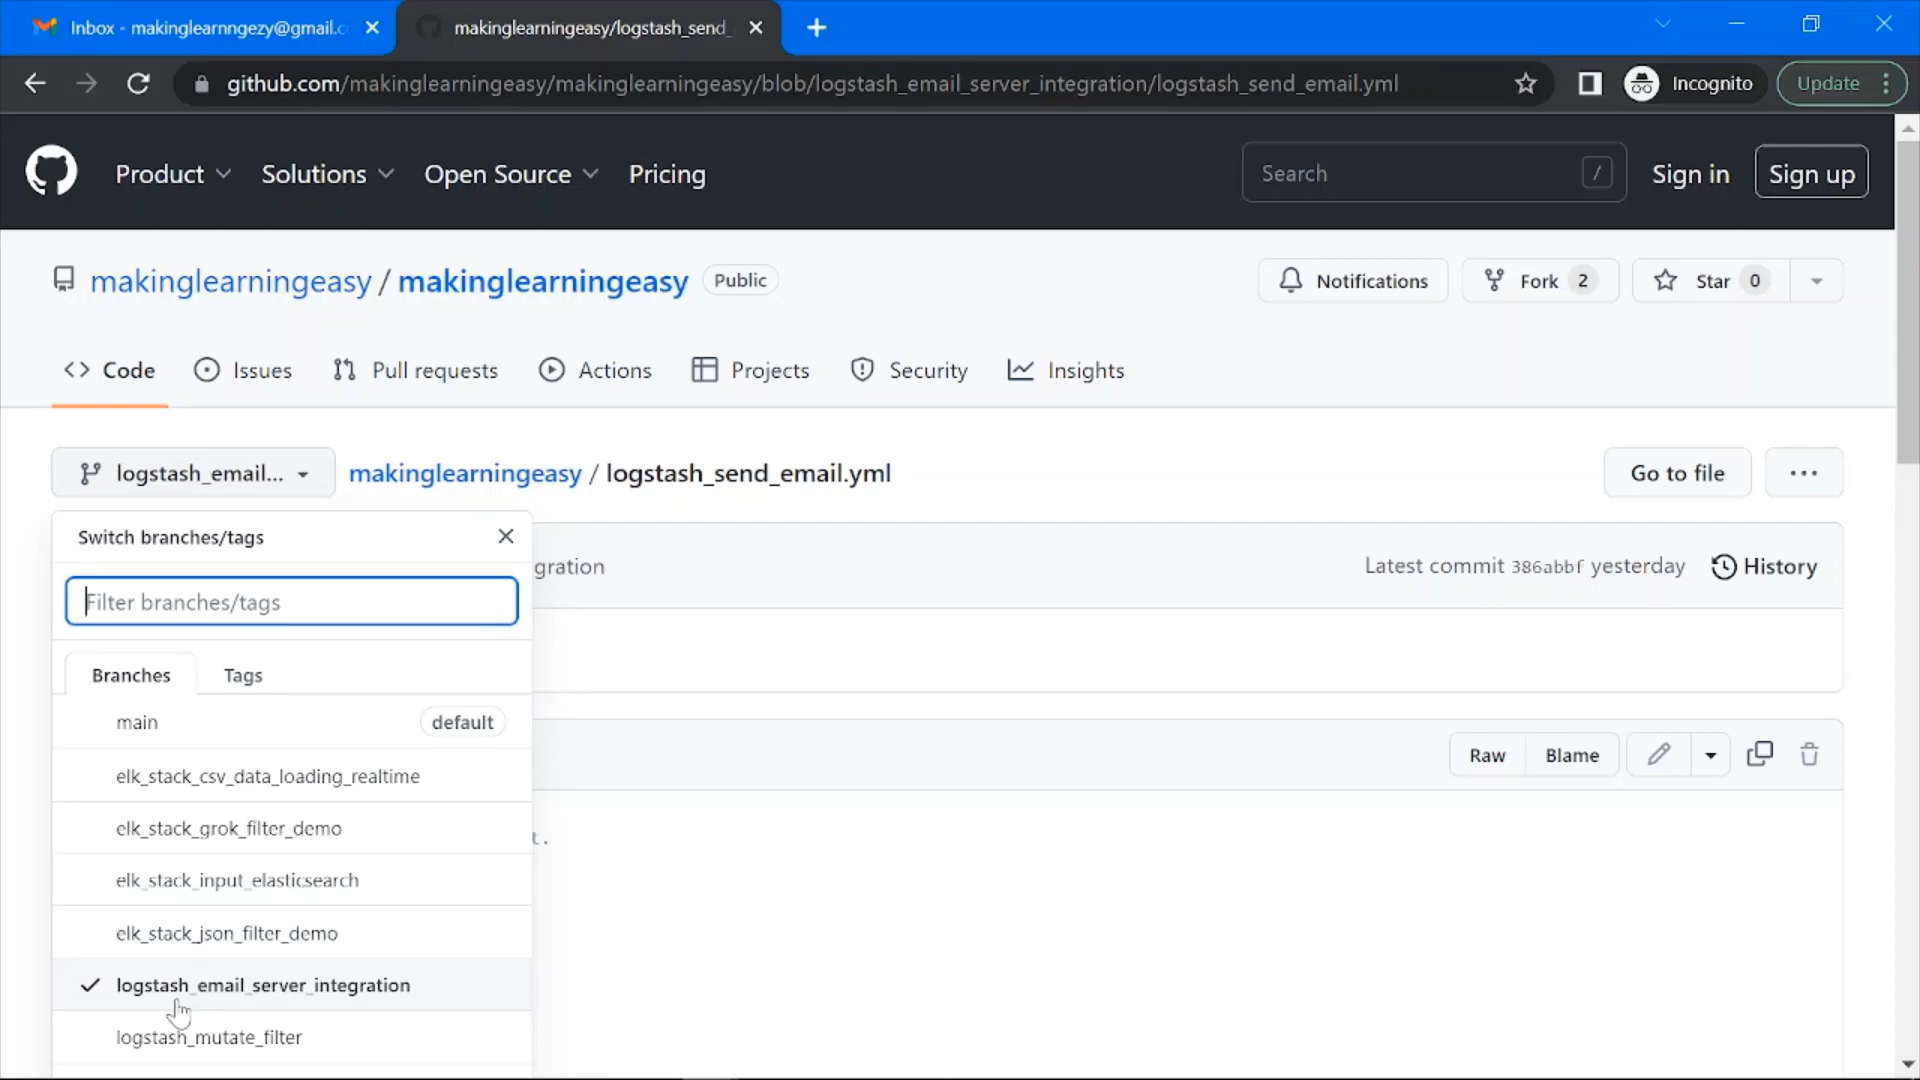 Inbox - makinglearnngezy@gmail.c
makinglearningeasy/logstash_send_
github.com/makinglearningeasy/makinglearningeasy/blob/logstash_email_server_integration/logstash_send_email.yml
Incognito
Update
Product
Solutions
Open Source
Pricing
Search
/
Sign in
Sign up
makinglearningeasy / makinglearningeasy
Public
Notifications
Fork 2
Star 0
Code
Issues
Pull requests
Actions
Projects
Security
Insights
logstash_email...
makinglearningeasy / logstash_send_email.yml
Go to file
Switch branches/tags
gration
Latest commit 386abbf yesterday
History
Filter branches/tags
Branches
Tags
main
default
Raw
Blame
elk_stack_csv_data_loading_realtime
elk_stack_grok_filter_demo
t.
elk_stack_input_elasticsearch
elk_stack_json_filter_demo
logstash_email_server_integration
logstash_mutate_filter